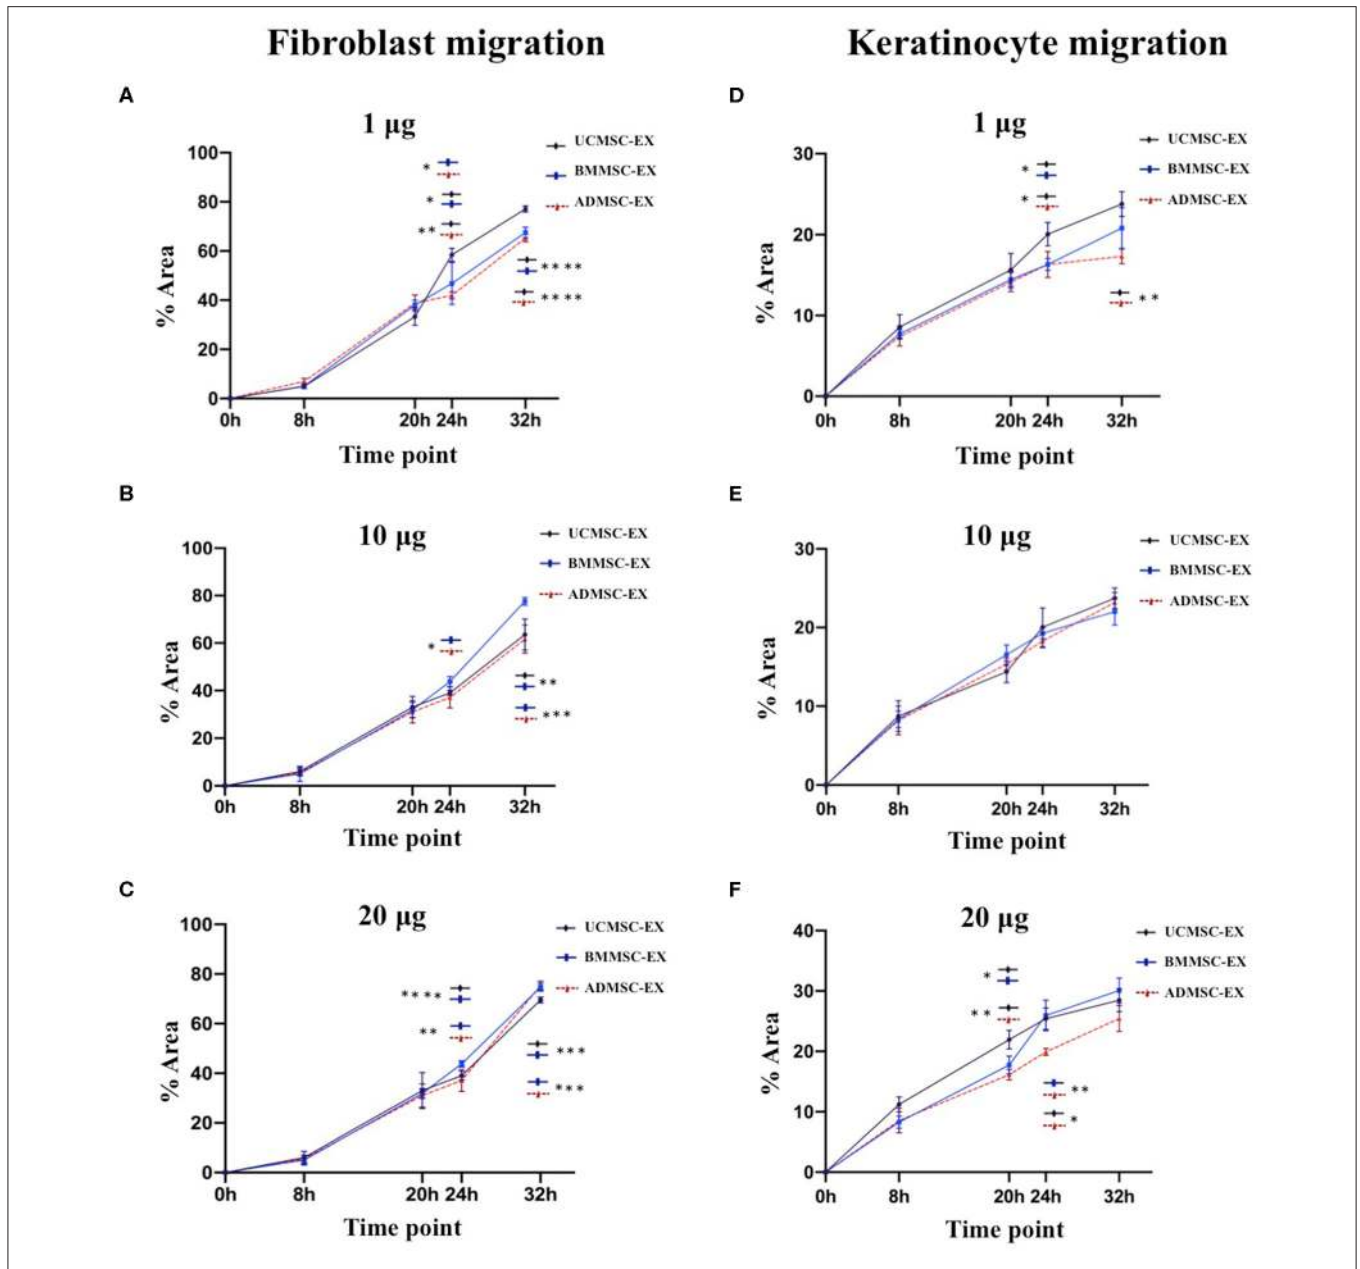 Fibroblast migration
Keratinocyte migration
A
1 µg
UCMSC-EX
BMMSC-EX
ADMSC-EX
*
*
**
****
****
% Area
100
80
60
40
20
0
0h 8h 20h 24h 32h
Time point
D
1 µg
UCMSC-EX
BMMSC-EX
ADMSC-EX
*
*
**
% Area
30
20
10
0
0h 8h 20h 24h 32h
Time point
B
10 µg
UCMSC-EX
BMMSC-EX
ADMSC-EX
*
**
***
% Area
100
80
60
40
20
0
0h 8h 20h 24h 32h
Time point
E
10 µg
UCMSC-EX
BMMSC-EX
ADMSC-EX
% Area
30
20
10
0
0h 8h 20h 24h 32h
Time point
C
20 µg
UCMSC-EX
BMMSC-EX
ADMSC-EX
****
**
***
***
% Area
100
80
60
40
20
0
0h 8h 20h 24h 32h
Time point
F
20 µg
UCMSC-EX
BMMSC-EX
ADMSC-EX
*
**
**
*
% Area
40
30
20
10
0
0h 8h 20h 24h 32h
Time point